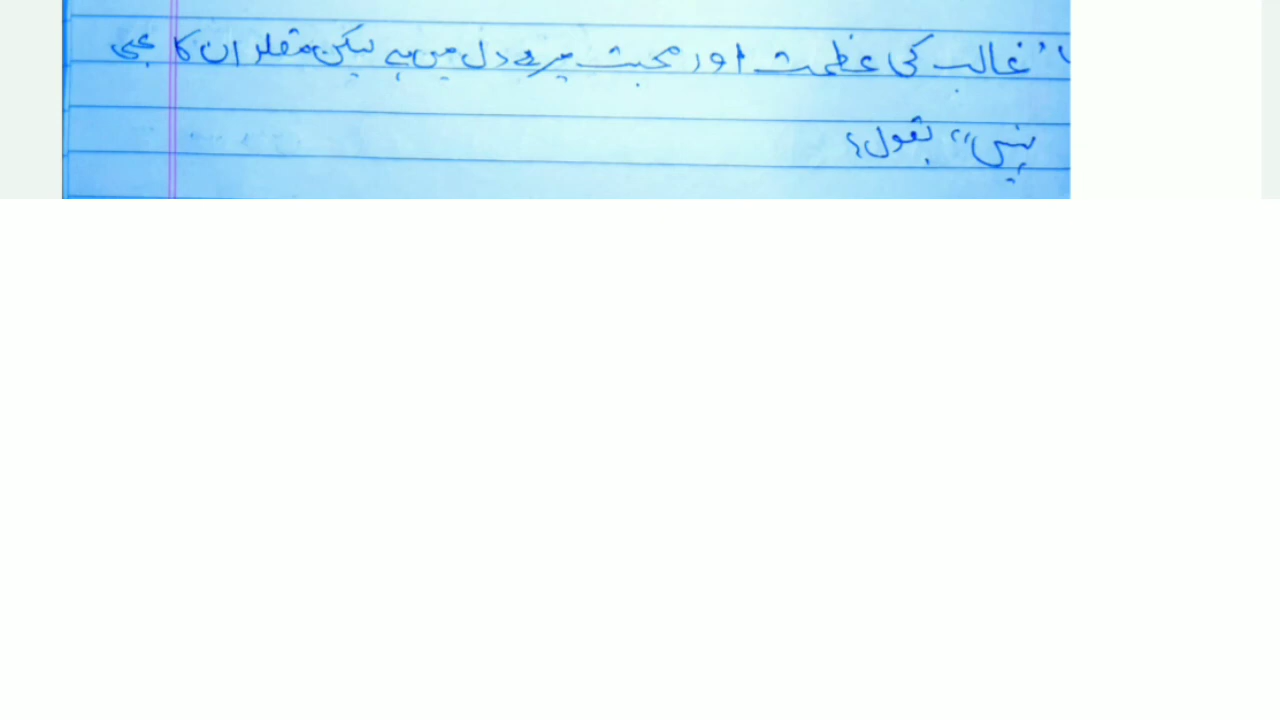 "غالب کی عظمت اور محبت میرے دل میں ہے لیکن مقلد ان کا بھی
نہیں" بقول؟